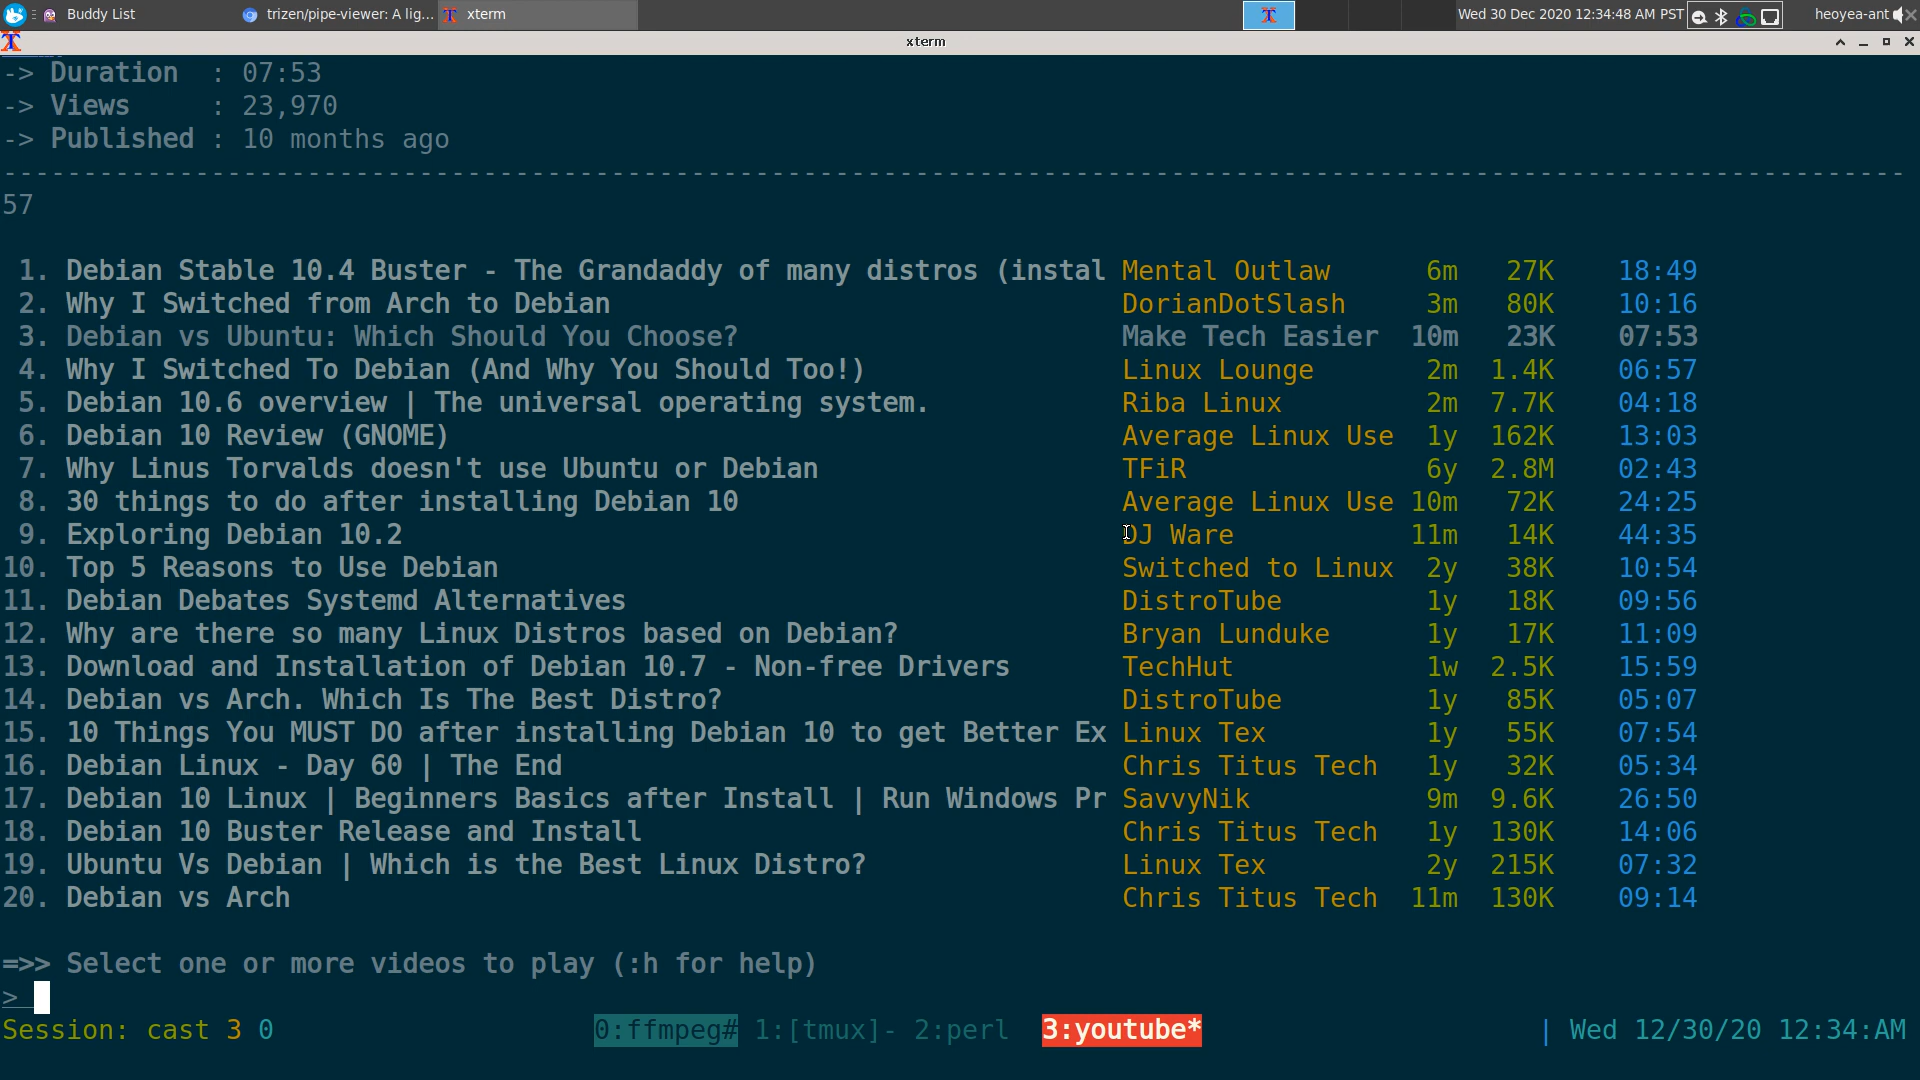 Buddy List trizen/pipe-viewer: A lig... xterm Wed 30 Dec 2020 12:34:48 AM PST heoyea-ant
xterm
-> Duration : 07:53
-> Views : 23,970
-> Published : 10 months ago
-----------------------------------------------------------------------------------------------------------------------
57
1. Debian Stable 10.4 Buster - The Grandaddy of many distros (instal Mental Outlaw 6m 27K 18:49
2. Why I Switched from Arch to Debian DorianDotSlash 3m 80K 10:16
3. Debian vs Ubuntu: Which Should You Choose? Make Tech Easier 10m 23K 07:53
4. Why I Switched To Debian (And Why You Should Too!) Linux Lounge 2m 1.4K 06:57
5. Debian 10.6 overview | The universal operating system. Riba Linux 2m 7.7K 04:18
6. Debian 10 Review (GNOME) Average Linux Use 1y 162K 13:03
7. Why Linus Torvalds doesn't use Ubuntu or Debian TFiR 6y 2.8M 02:43
8. 30 things to do after installing Debian 10 Average Linux Use 10m 72K 24:25
9. Exploring Debian 10.2 DJ Ware 11m 14K 44:35
10. Top 5 Reasons to Use Debian Switched to Linux 2y 38K 10:54
11. Debian Debates Systemd Alternatives DistroTube 1y 18K 09:56
12. Why are there so many Linux Distros based on Debian? Bryan Lunduke 1y 17K 11:09
13. Download and Installation of Debian 10.7 - Non-free Drivers TechHut 1w 2.5K 15:59
14. Debian vs Arch. Which Is The Best Distro? DistroTube 1y 85K 05:07
15. 10 Things You MUST DO after installing Debian 10 to get Better Ex Linux Tex 1y 55K 07:54
16. Debian Linux - Day 60 | The End Chris Titus Tech 1y 32K 05:34
17. Debian 10 Linux | Beginners Basics after Install | Run Windows Pr SavvyNik 9m 9.6K 26:50
18. Debian 10 Buster Release and Install Chris Titus Tech 1y 130K 14:06
19. Ubuntu Vs Debian | Which is the Best Linux Distro? Linux Tex 2y 215K 07:32
20. Debian vs Arch Chris Titus Tech 11m 130K 09:14
=>> Select one or more videos to play (:h for help)
>
Session: cast 3 0 0:ffmpeg# 1:[tmux]- 2:perl 3:youtube* | Wed 12/30/20 12:34:AM